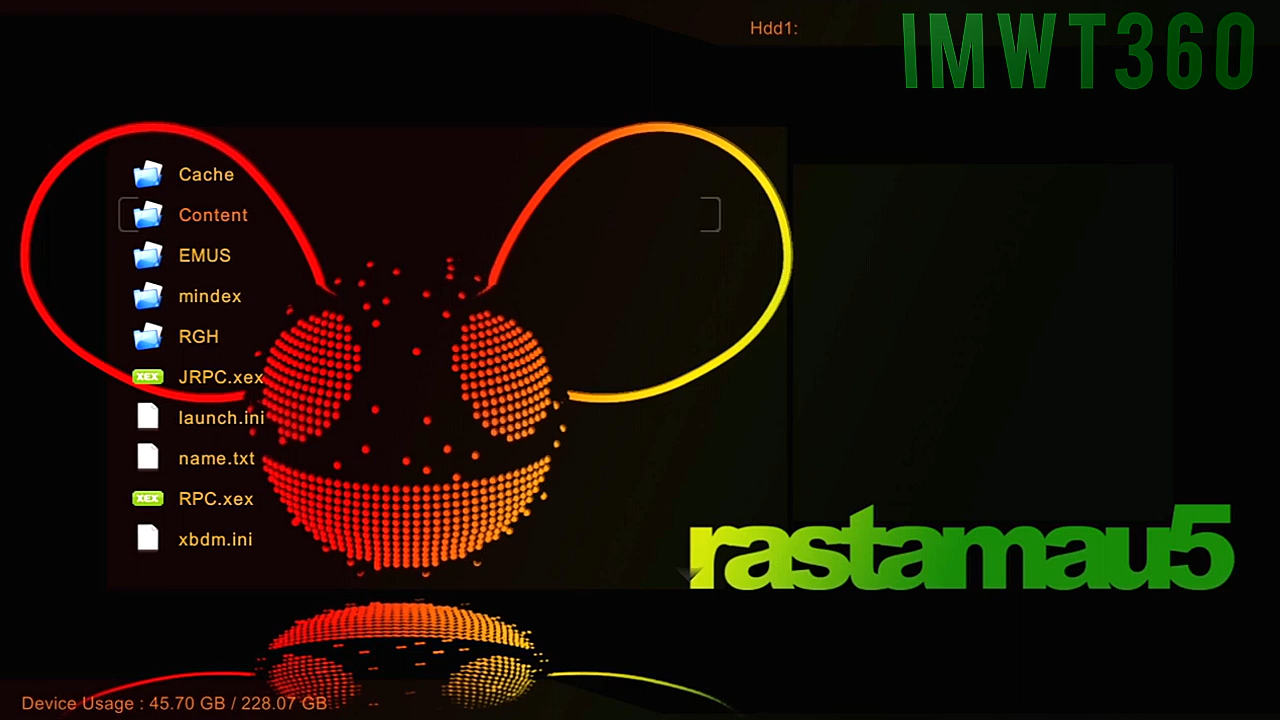 Hdd1:
IMWT360
Cache
Content
EMUS
mindex
RGH
XEX JRPC.xex
launch.ini
name.txt
XEX RPC.xex
xbdm.ini
rastamau5
Device Usage : 45.70 GB / 228.07 GB